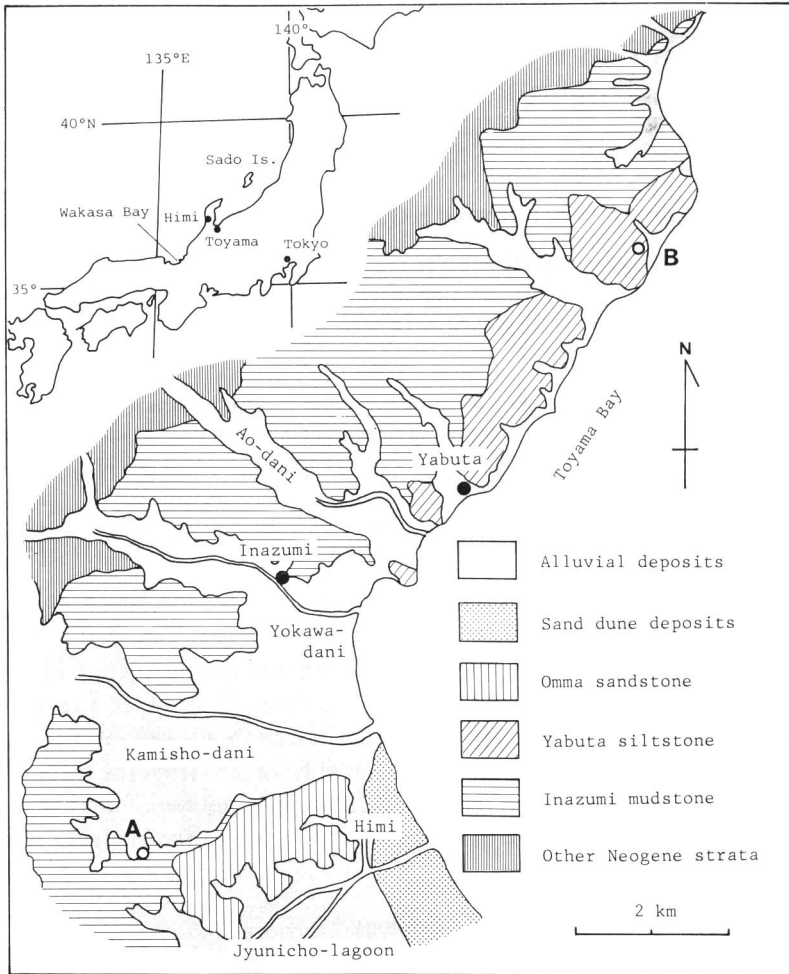 140°
135°E
40°N
Sado Is.
Wakasa Bay
Himi
Toyama
Tokyo
35°
B
N
Toyama Bay
Ao-dani
Yabuta
Inazumi
Yokawa-
dani
Kamisho-dani
A
Himi
Jyunicho-lagoon
Alluvial deposits
Sand dune deposits
Omma sandstone
Yabuta siltstone
Inazumi mudstone
Other Neogene strata
2 km